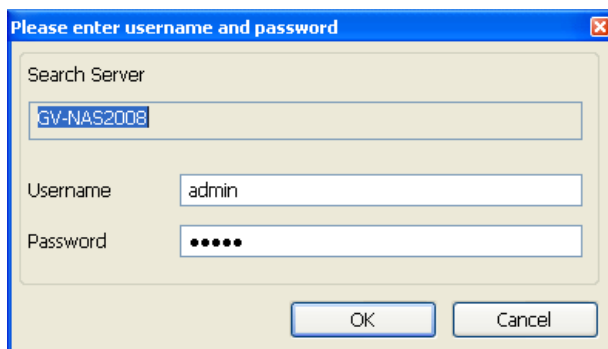 Please enter username and password
Search Server
GV-NAS2008
Username admin
Password •••••
OK Cancel